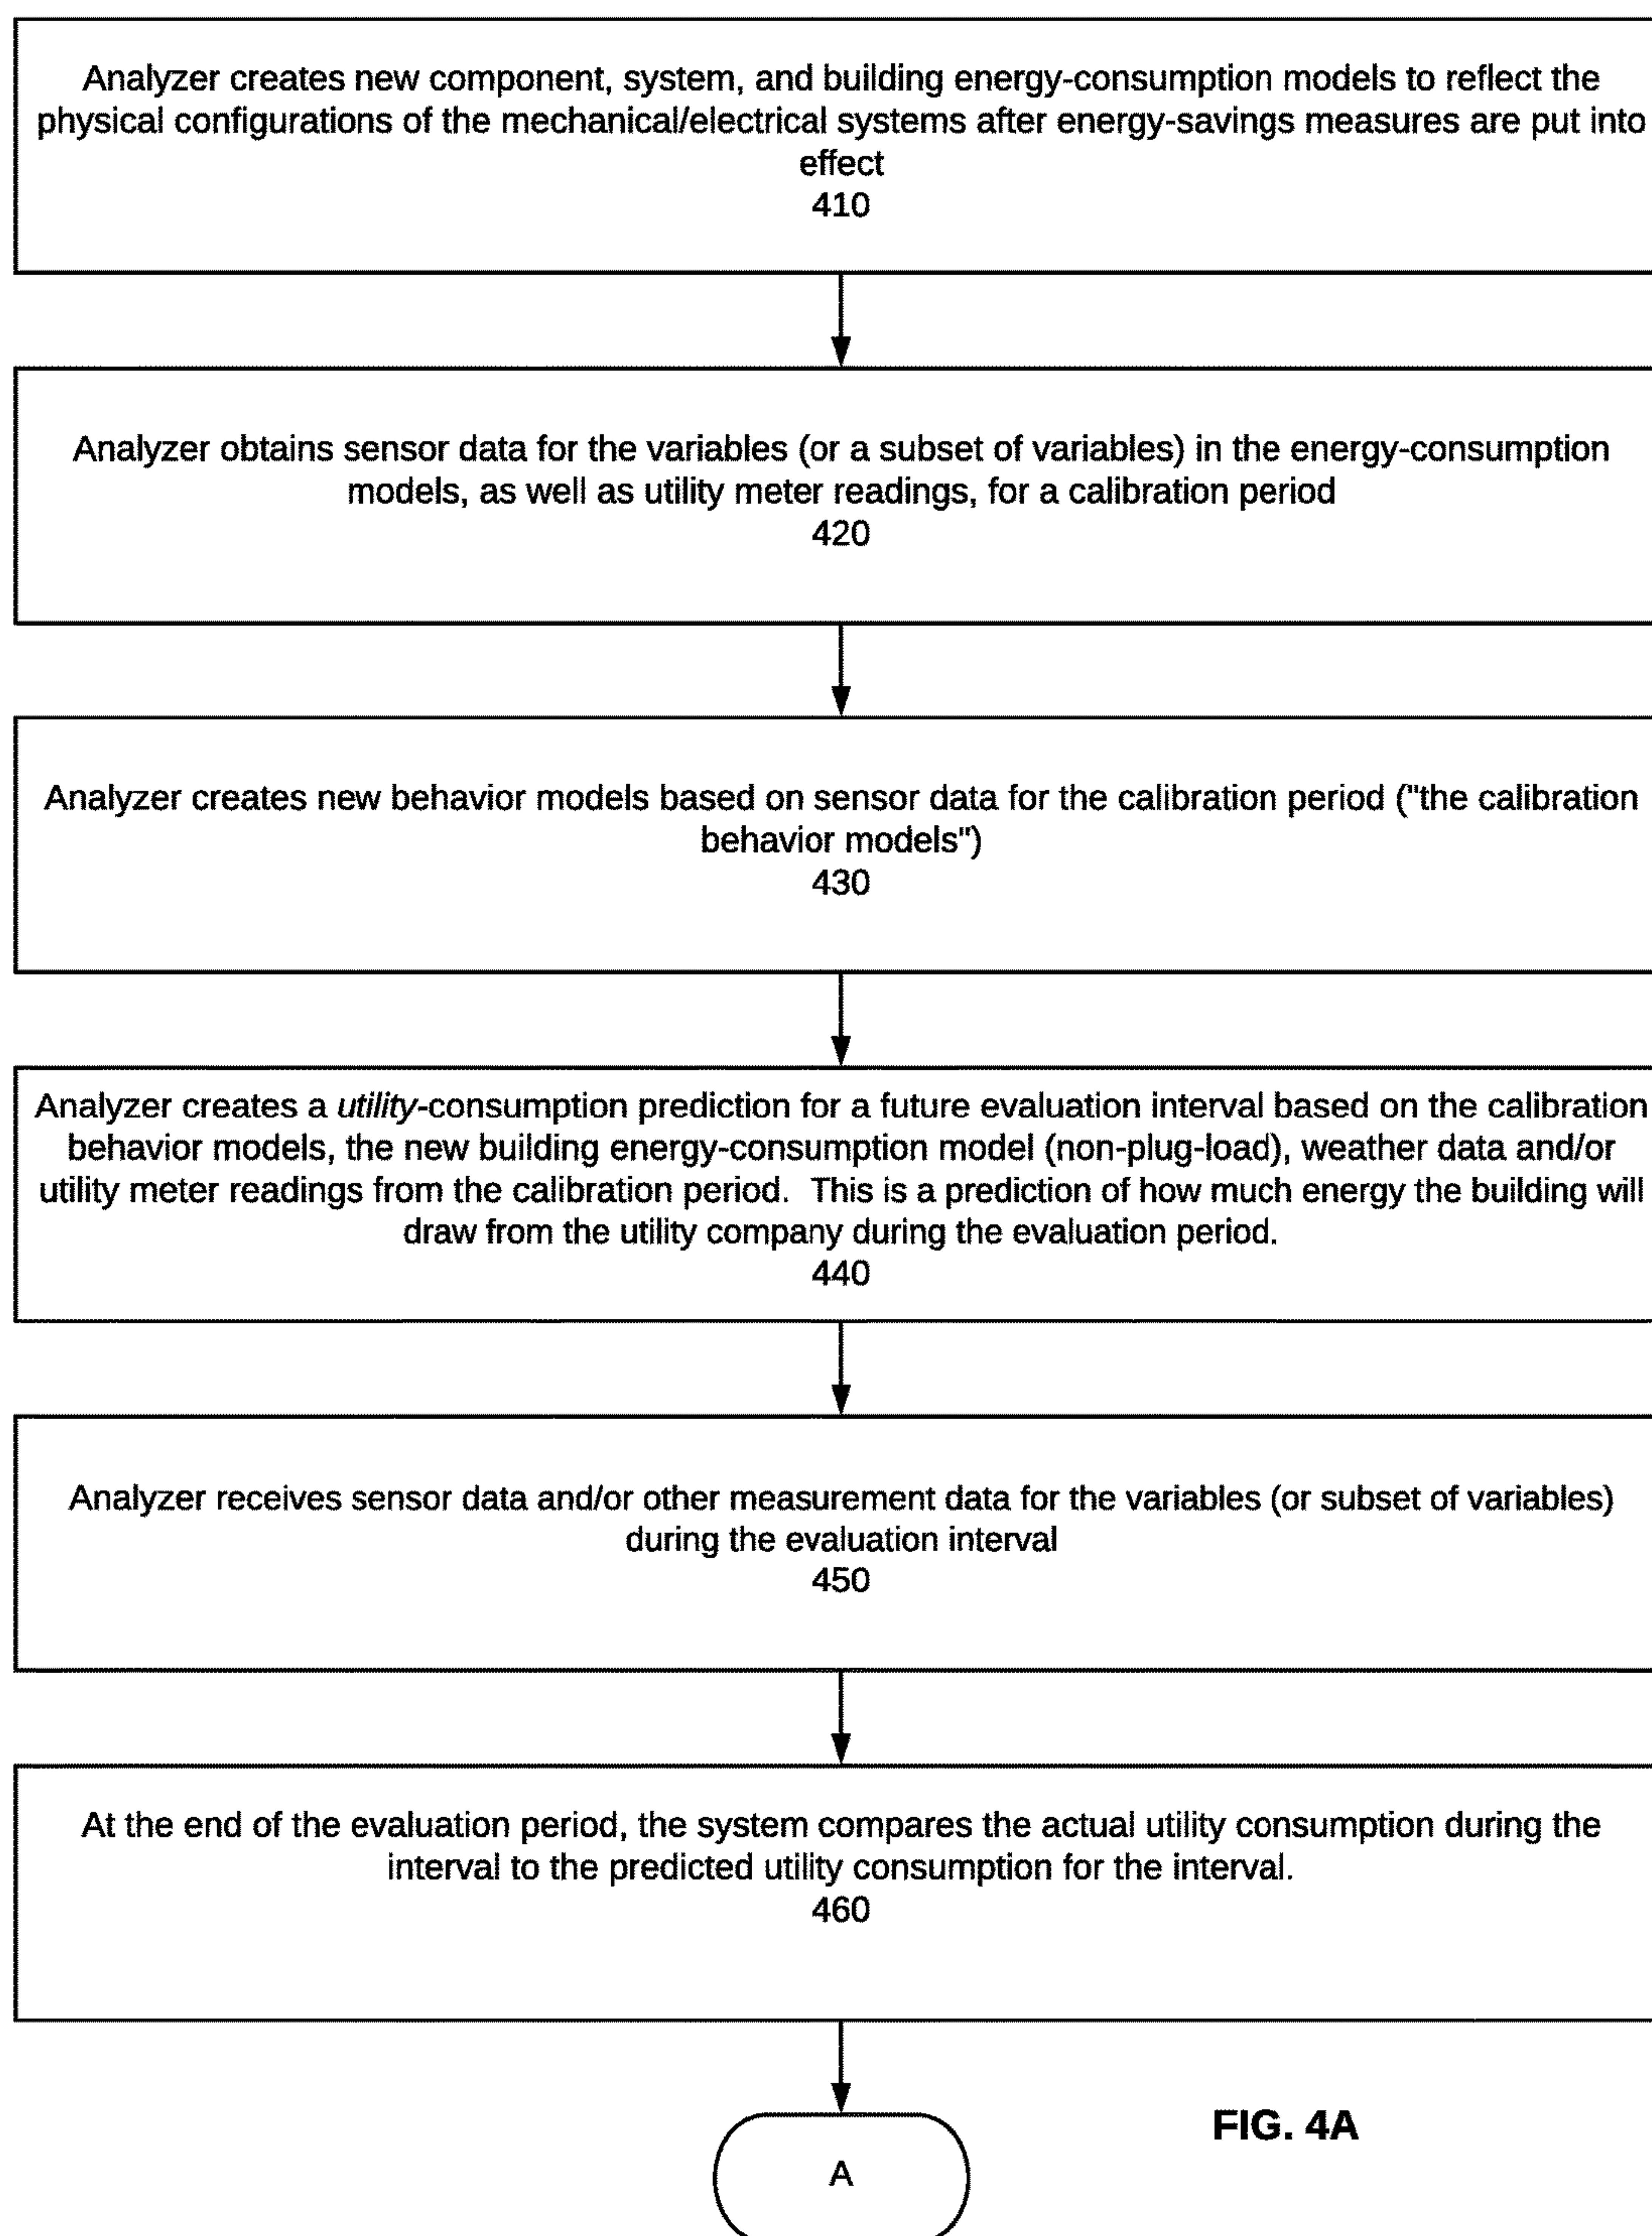 Analyzer creates new component, system, and building energy-consumption models to reflect the
physical configurations of the mechanical/electrical systems after energy-savings measures are put into
effect
410
Analyzer obtains sensor data for the variables (or a subset of variables) in the energy-consumption
models, as well as utility meter readings, for a calibration period
420
Analyzer creates new behavior models based on sensor data for the calibration period ("the calibration
behavior models")
430
Analyzer creates a utility-consumption prediction for a future evaluation interval based on the calibration
behavior models, the new building energy-consumption model (non-plug-load), weather data and/or
utility meter readings from the calibration period.  This is a prediction of how much energy the building will
draw from the utility company during the evaluation period.
440
Analyzer receives sensor data and/or other measurement data for the variables (or subset of variables)
during the evaluation interval
450
At the end of the evaluation period, the system compares the actual utility consumption during the
interval to the predicted utility consumption for the interval.
460
FIG. 4A
A